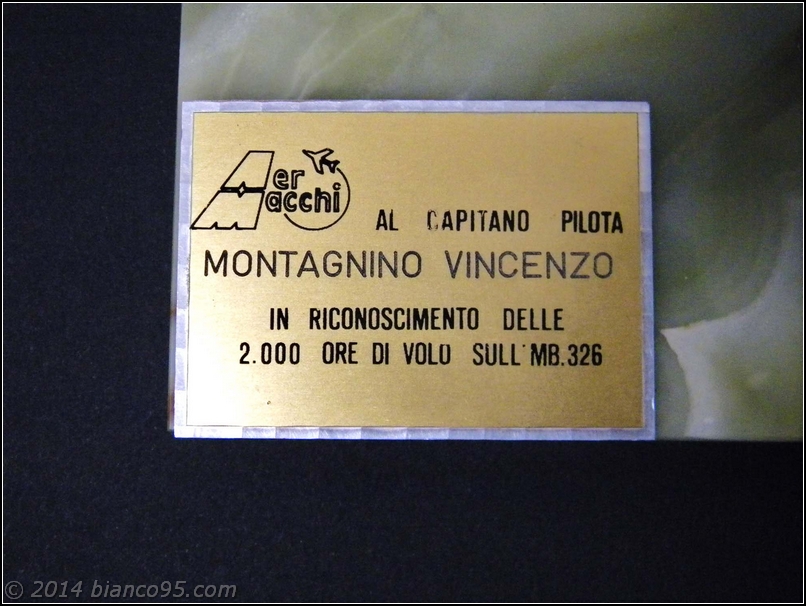 Aer
Macchi
AL CAPITANO PILOTA
MONTAGNINO VINCENZO
IN RICONOSCIMENTO DELLE
2.000 ORE DI VOLO SULL'MB.326
© 2014 bianco95.com